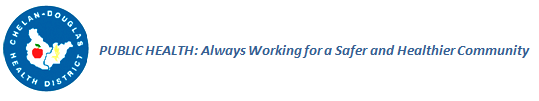 CHELAN-DOUGLAS
HEALTH DISTRICT
PUBLIC HEALTH: Always Working for a Safer and Healthier Community